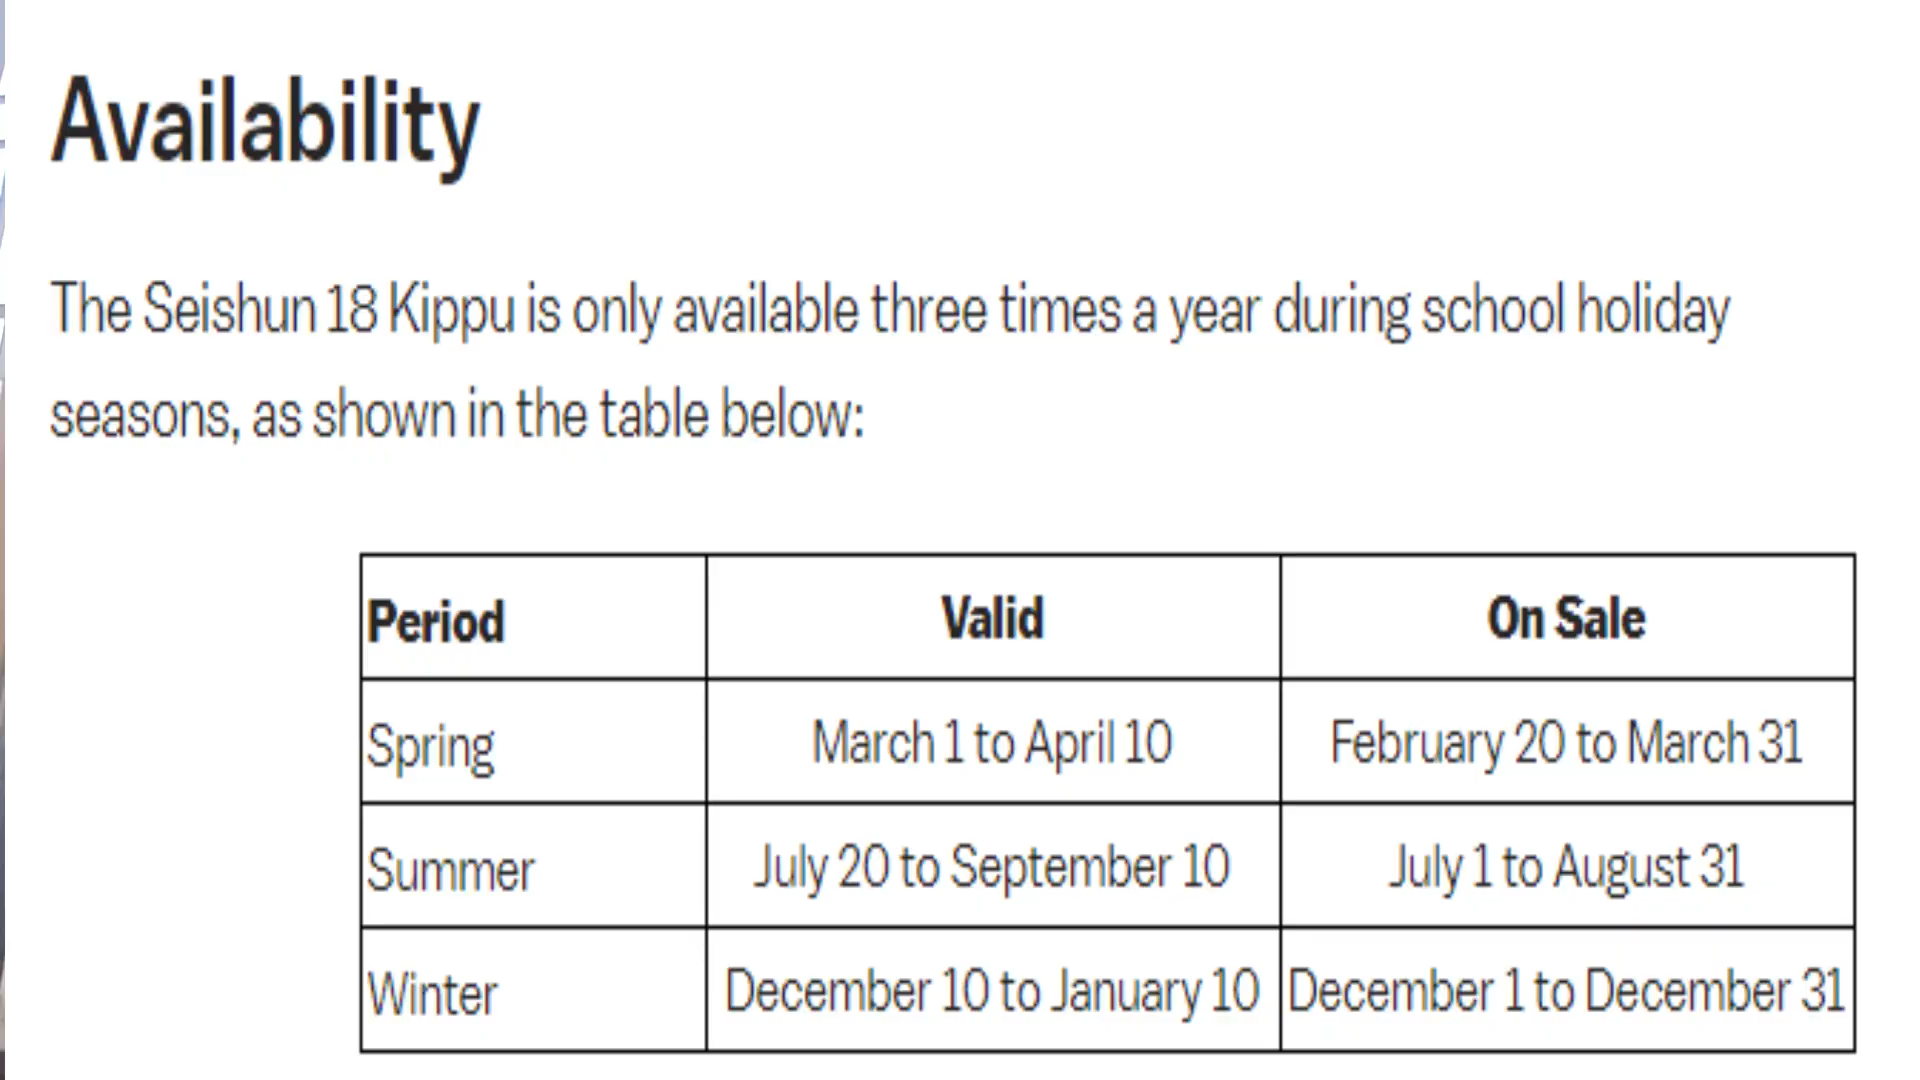 Availability
The Seishun 18 Kippu is only available three times a year during school holiday
seasons, as shown in the table below:
Period Valid On Sale
Spring March 1 to April 10 February 20 to March 31
Summer July 20 to September 10 July 1 to August 31
Winter December 10 to January 10 December 1 to December 31